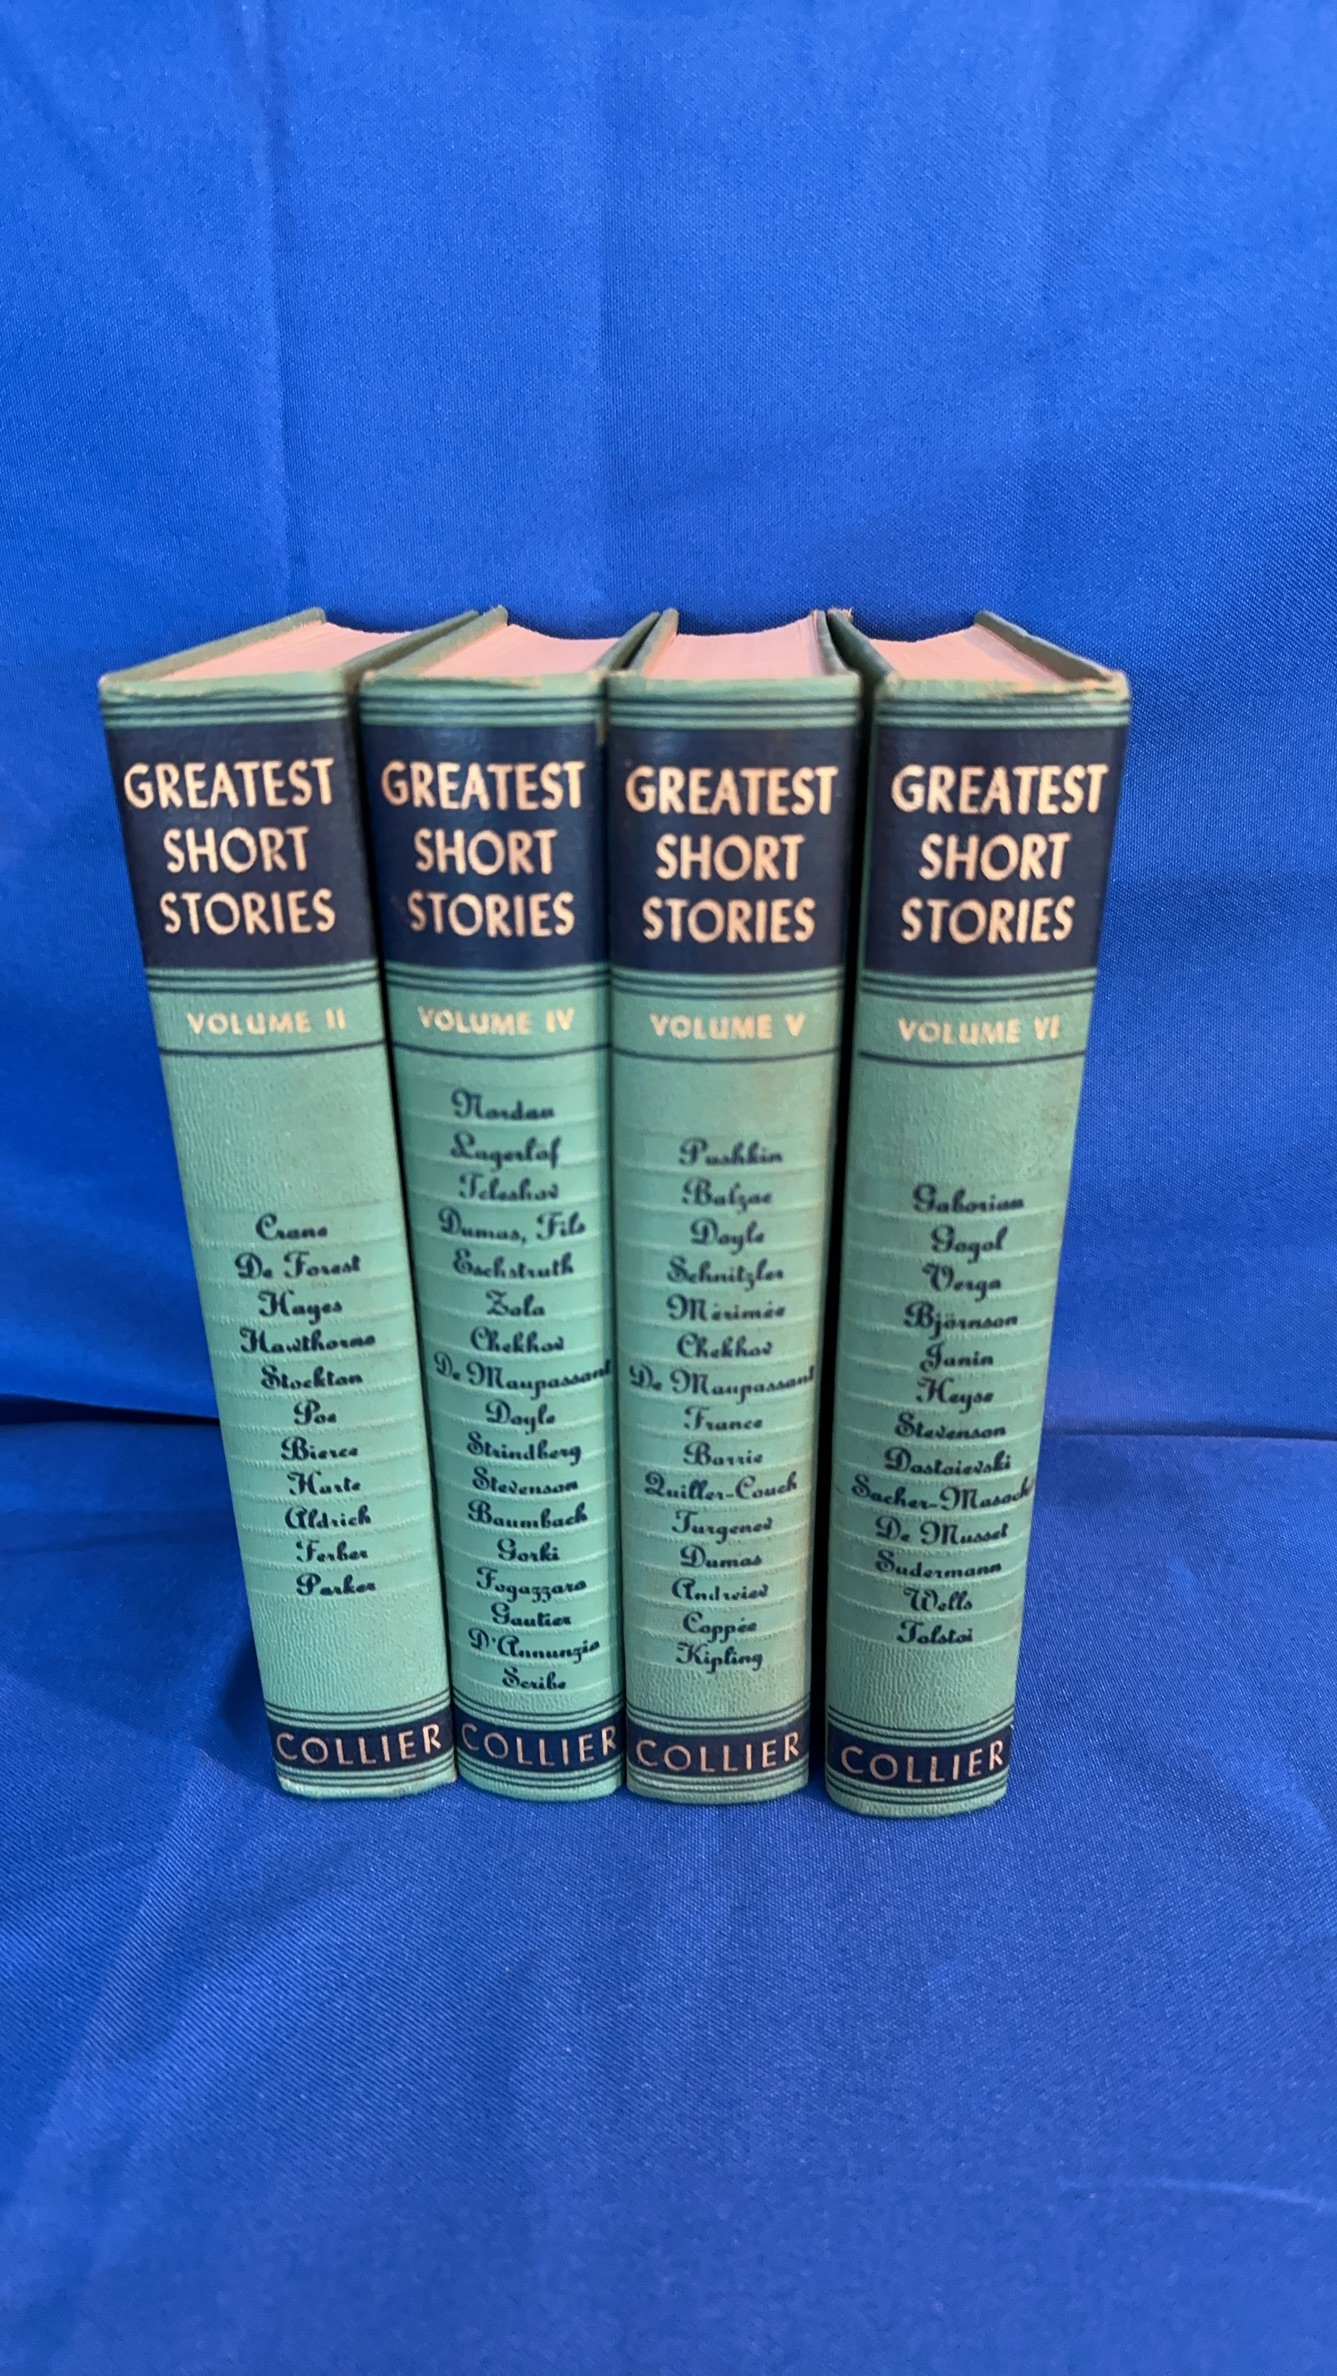 GREATEST
SHORT
STORIES
VOLUME II
Crane
De Forest
Hayes
Hawthorne
Stockton
Poe
Bierce
Harte
Aldrich
Ferber
Parker
COLLIER
GREATEST
SHORT
STORIES
VOLUME IV
Nordau
Lagerlöf
Teleshov
Dumas, Fils
Eschstruth
Zola
Chekhov
De Maupassant
Doyle
Strindberg
Stevenson
Baumbach
Gorki
Fogazzaro
Gautier
D'Annunzio
Scribe
COLLIER
GREATEST
SHORT
STORIES
VOLUME V
Pushkin
Balzac
Doyle
Schnitzler
Mérimée
Chekhov
De Maupassant
France
Barrie
Quiller-Couch
Turgenev
Dumas
Andreiev
Coppée
Kipling
COLLIER
GREATEST
SHORT
STORIES
VOLUME VI
Gaboriau
Gogol
Verga
Björnson
Janin
Heyse
Stevenson
Dostoievski
Sacher-Masoch
De Musset
Sudermann
Wells
Tolstoi
COLLIER